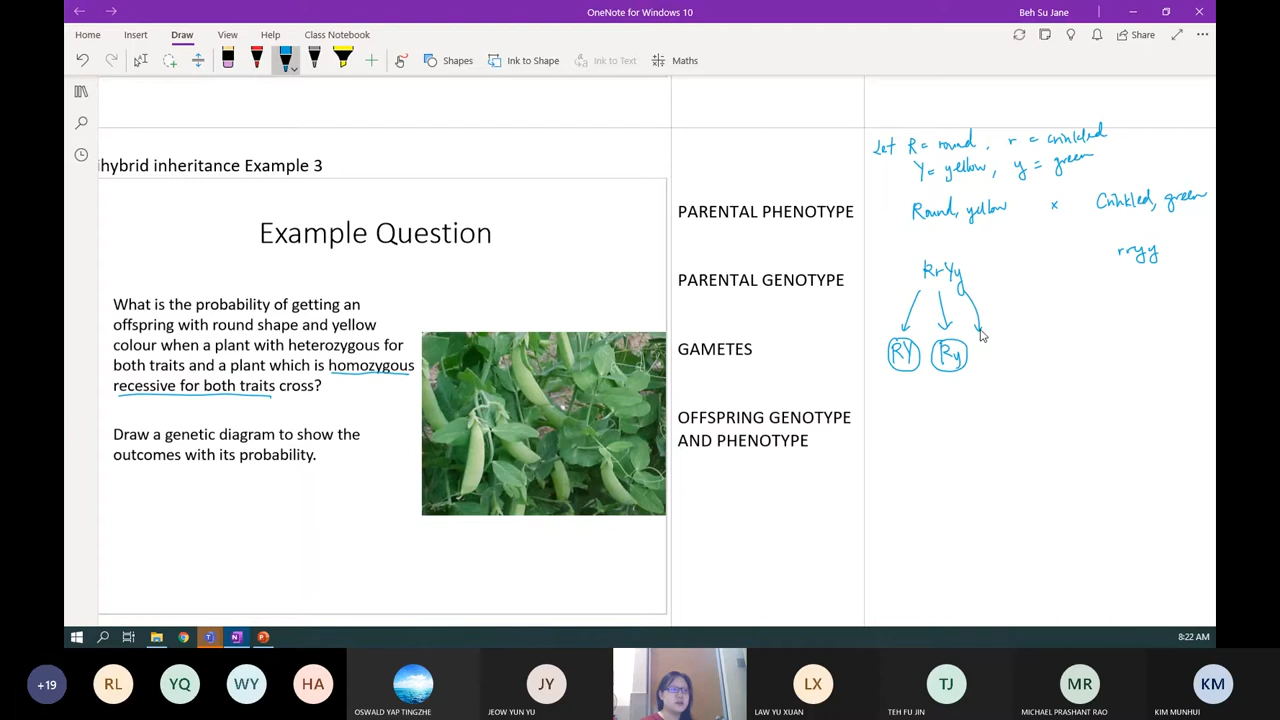 OneNote for Windows 10
Beh Su Jane
Home Insert Draw View Help Class Notebook
Share
Shapes Ink to Shape Ink to Text Maths
ihybrid inheritance Example 3
Example Question
What is the probability of getting an
offspring with round shape and yellow
colour when a plant with heterozygous for
both traits and a plant which is homozygous
recessive for both traits cross?
Draw a genetic diagram to show the
outcomes with its probability.
PARENTAL PHENOTYPE
PARENTAL GENOTYPE
GAMETES
OFFSPRING GENOTYPE
AND PHENOTYPE
Let R = round, r = crinkled
Y = yellow, y = green
Round, yellow x Crinkled, green
rryy
RrYy
RY Ry
8:22 AM
+19 RL YQ WY HA JY LX TJ MR KM
OSWALD YAP TINGZHE JEOW YUN YU LAW YU XUAN TEH FU JIN MICHAEL PRASHANT RAO KIM MUNHUI